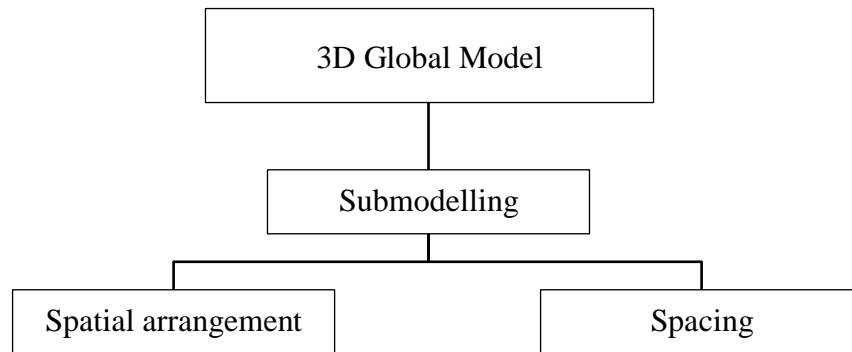 3D Global Model
Submodelling
Spatial arrangement
Spacing